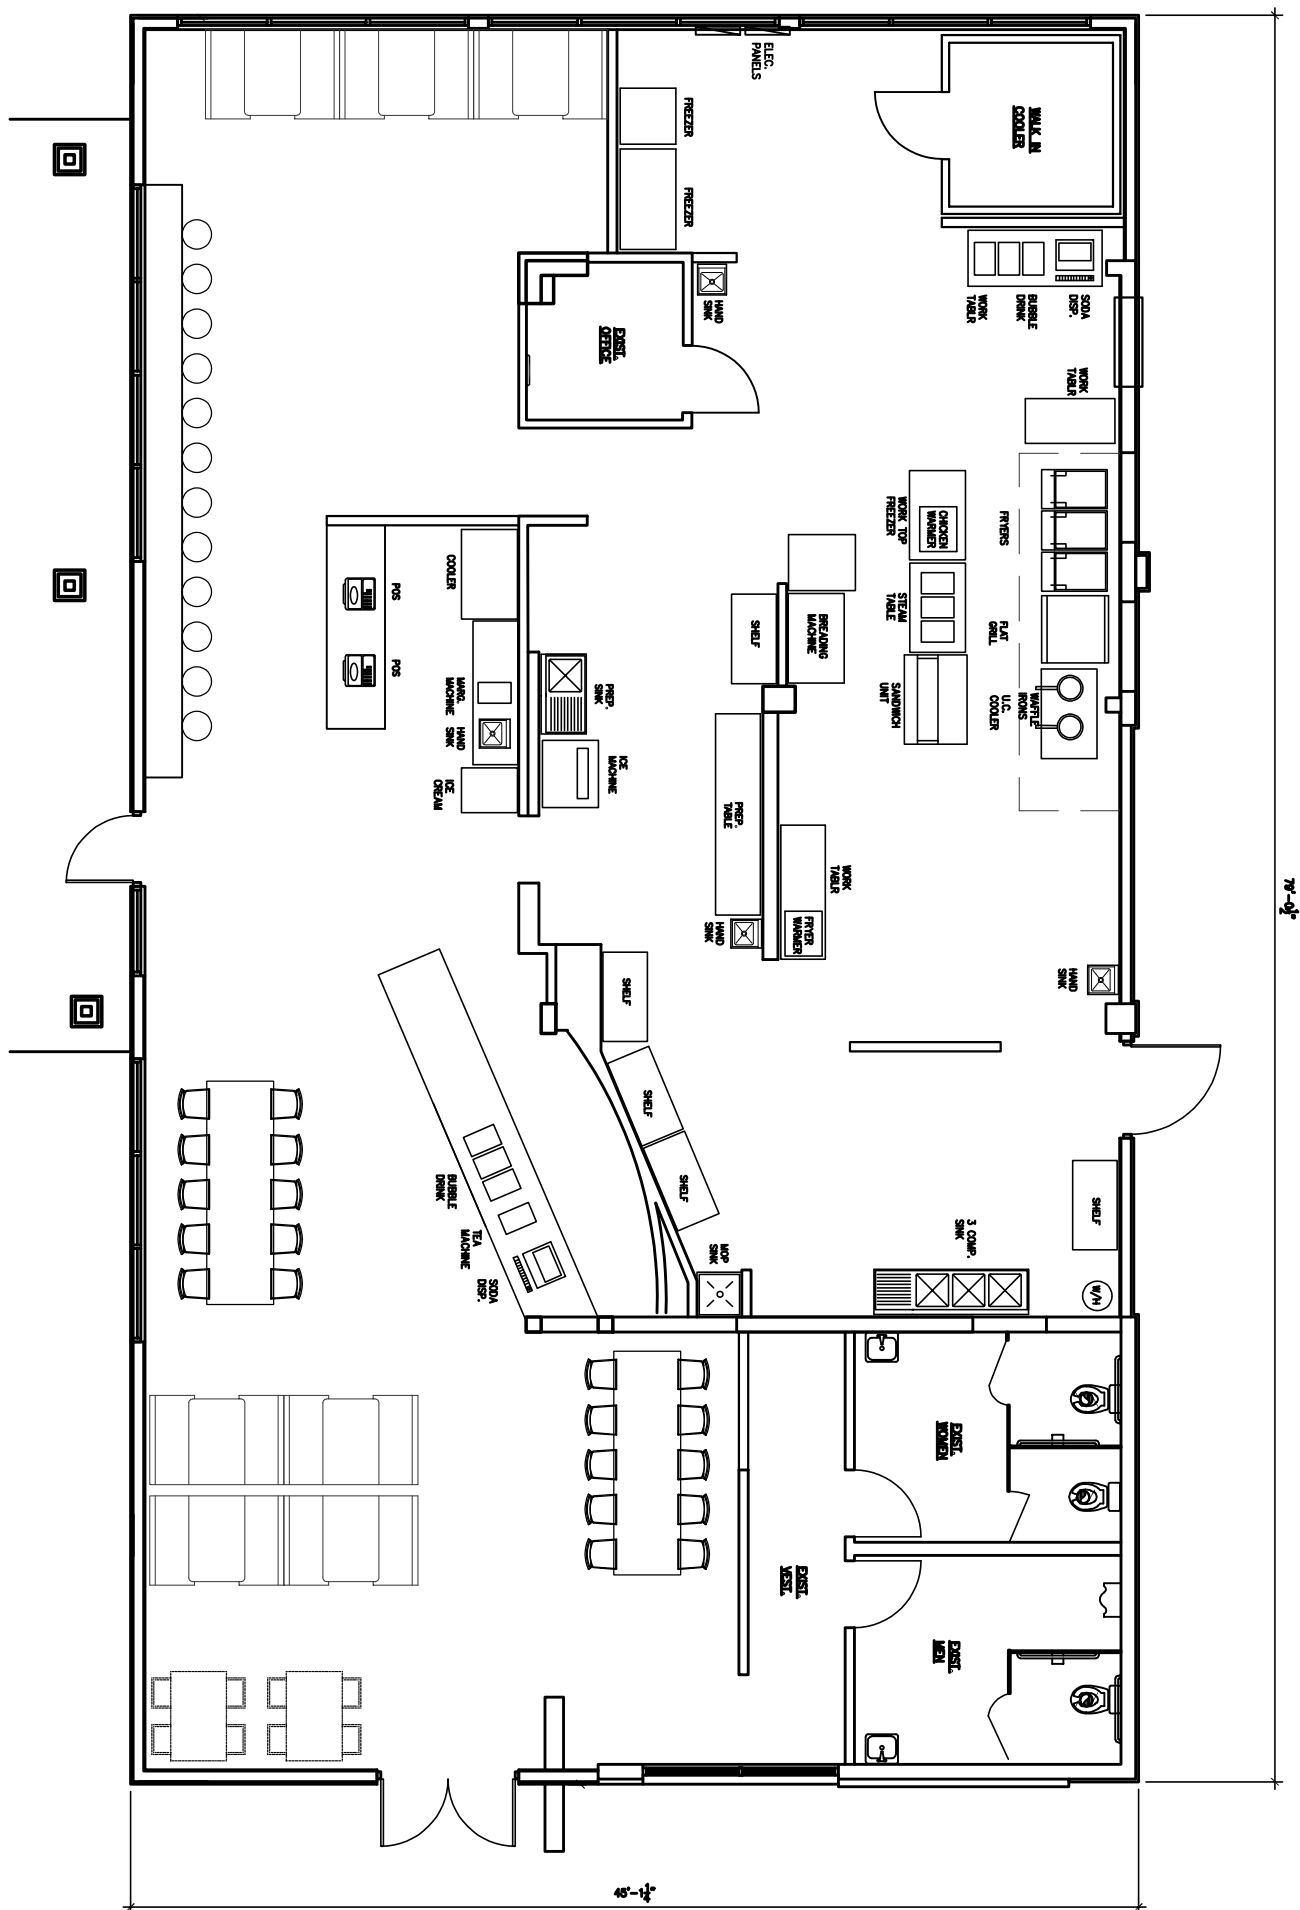 ELEC.
PANELS
WALK IN
COOLER
FREEZER
FREEZER
HAND
SINK
EXIST.
OFFICE
SODA
DISP.
BUBBLE
DRINK
WORK
TABLR
WORK
TABLR
FRYERS
FLAT
GRILL
WAFFLE
IRONS
U.C.
COOLER
CHICKEN
WARMER
WORK TOP
FREEZER
STEAM
TABLE
SANDWICH
UNIT
BREADING
MACHINE
SHELF
COOLER
POS
POS
MARG.
MACHINE
HAND
SINK
ICE
CREAM
PREP.
SINK
ICE
MACHINE
PREP.
TABLE
WORK
TABLR
FRYER
WARMER
HAND
SINK
HAND
SINK
SHELF
SHELF
SHELF
SHELF
BUBBLE
DRINK
TEA
MACHINE
SODA
DISP.
MOP
SINK
3 COMP.
SINK
W/H
EXIST.
WOMEN
EXIST.
VEST.
EXIST.
MEN
79'-0½"
45'-1¼"